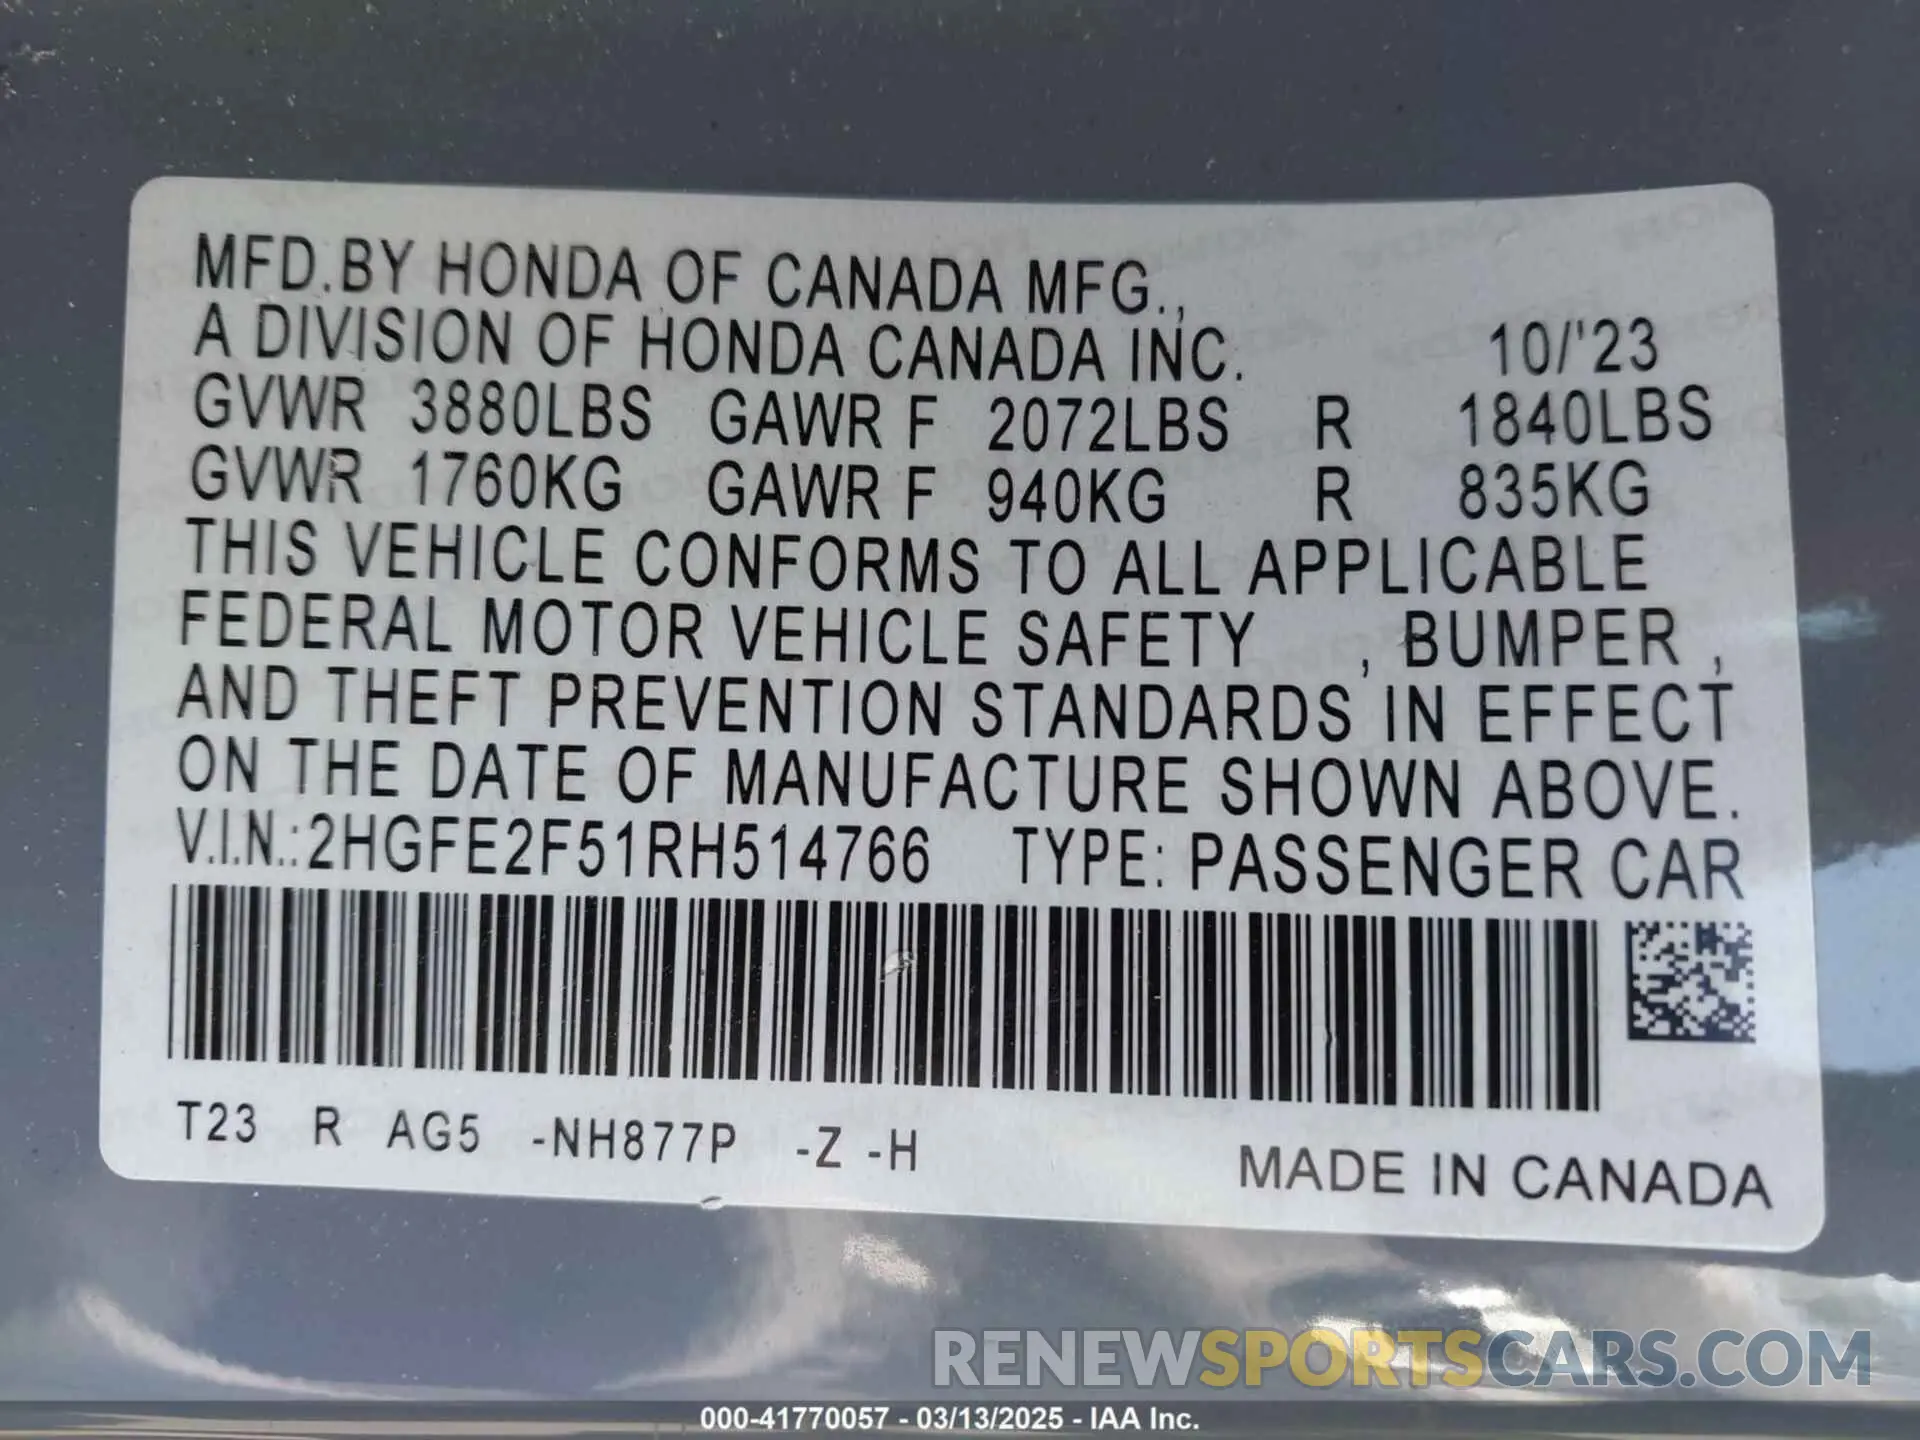 MFD.BY HONDA OF CANADA MFG.,
A DIVISION OF HONDA CANADA INC. 10/'23
GVWR 3880LBS GAWR F 2072LBS R 1840LBS
GVWR 1760KG GAWR F 940KG R 835KG
THIS VEHICLE CONFORMS TO ALL APPLICABLE
FEDERAL MOTOR VEHICLE SAFETY , BUMPER ,
AND THEFT PREVENTION STANDARDS IN EFFECT
ON THE DATE OF MANUFACTURE SHOWN ABOVE.
V.I.N.:2HGFE2F51RH514766 TYPE: PASSENGER CAR
T23 R AG5 -NH877P -Z -H
MADE IN CANADA
RENEWSPORTSCARS.COM
000-41770057 - 03/13/2025 - IAA Inc.